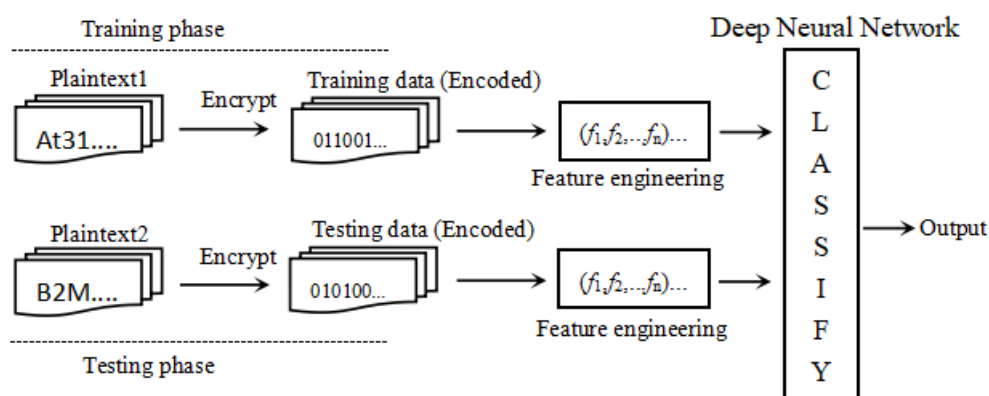 Training phase
Deep Neural Network
Plaintext1
Encrypt
Training data (Encoded)
At31....
011001...
(f1,f2,..,fn)...
Feature engineering
C
L
A
S
S
I
F
Y
Output
Plaintext2
Encrypt
Testing data (Encoded)
B2M....
010100...
(f1,f2,..,fn)...
Feature engineering
Testing phase